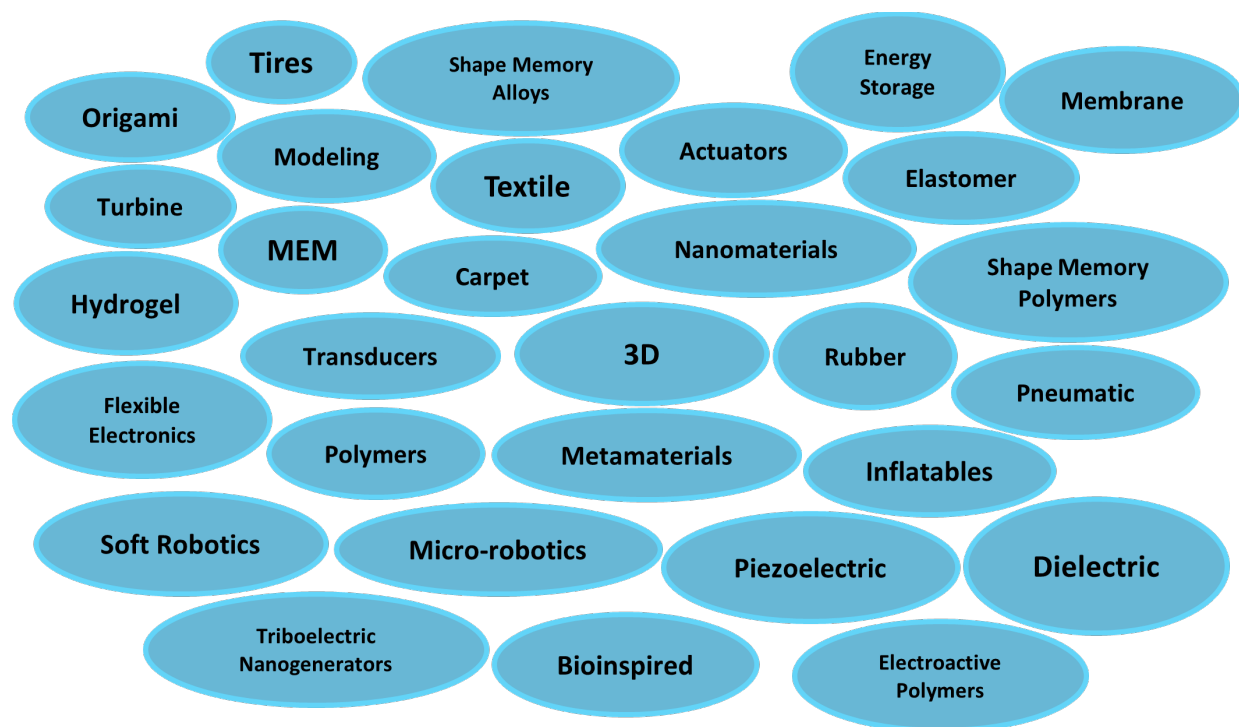 Tires
Shape Memory
Alloys
Energy
Storage
Membrane
Origami
Modeling
Textile
Actuators
Elastomer
Turbine
MEM
Carpet
Nanomaterials
Shape Memory
Polymers
Hydrogel
Transducers
3D
Rubber
Pneumatic
Flexible
Electronics
Polymers
Metamaterials
Inflatables
Soft Robotics
Micro-robotics
Piezoelectric
Dielectric
Triboelectric
Nanogenerators
Bioinspired
Electroactive
Polymers